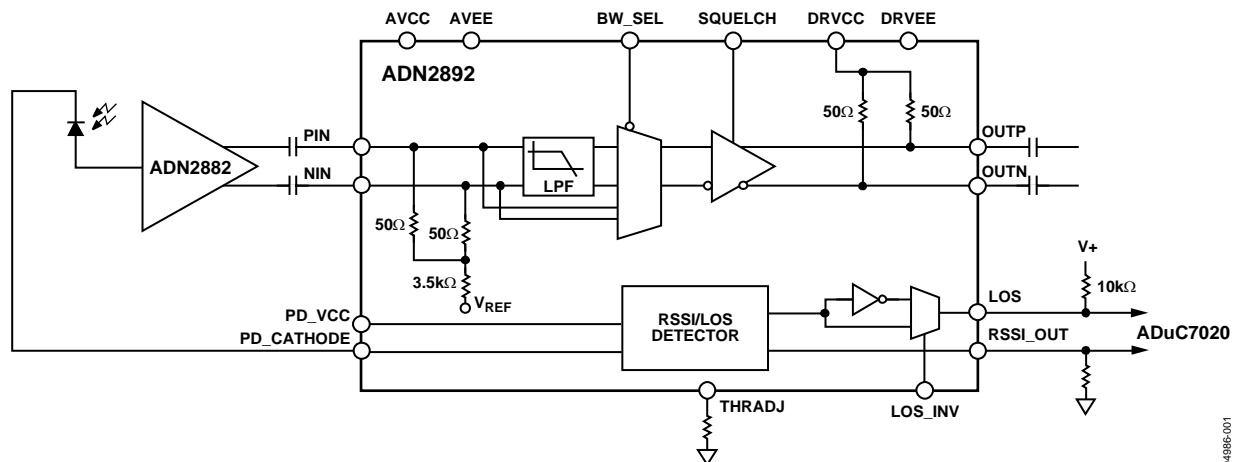 AVCC AVEE BW_SEL SQUELCH DRVCC DRVEE
ADN2892
50Ω 50Ω
PIN
OUTP
ADN2882
NIN
LPF
OUTN
50Ω 50Ω
V+
3.5kΩ
10kΩ
VREF
LOS
PD_VCC
RSSI/LOS
DETECTOR
PD_CATHODE
RSSI_OUT
ADuC7020
THRADJ
LOS_INV
04986-001